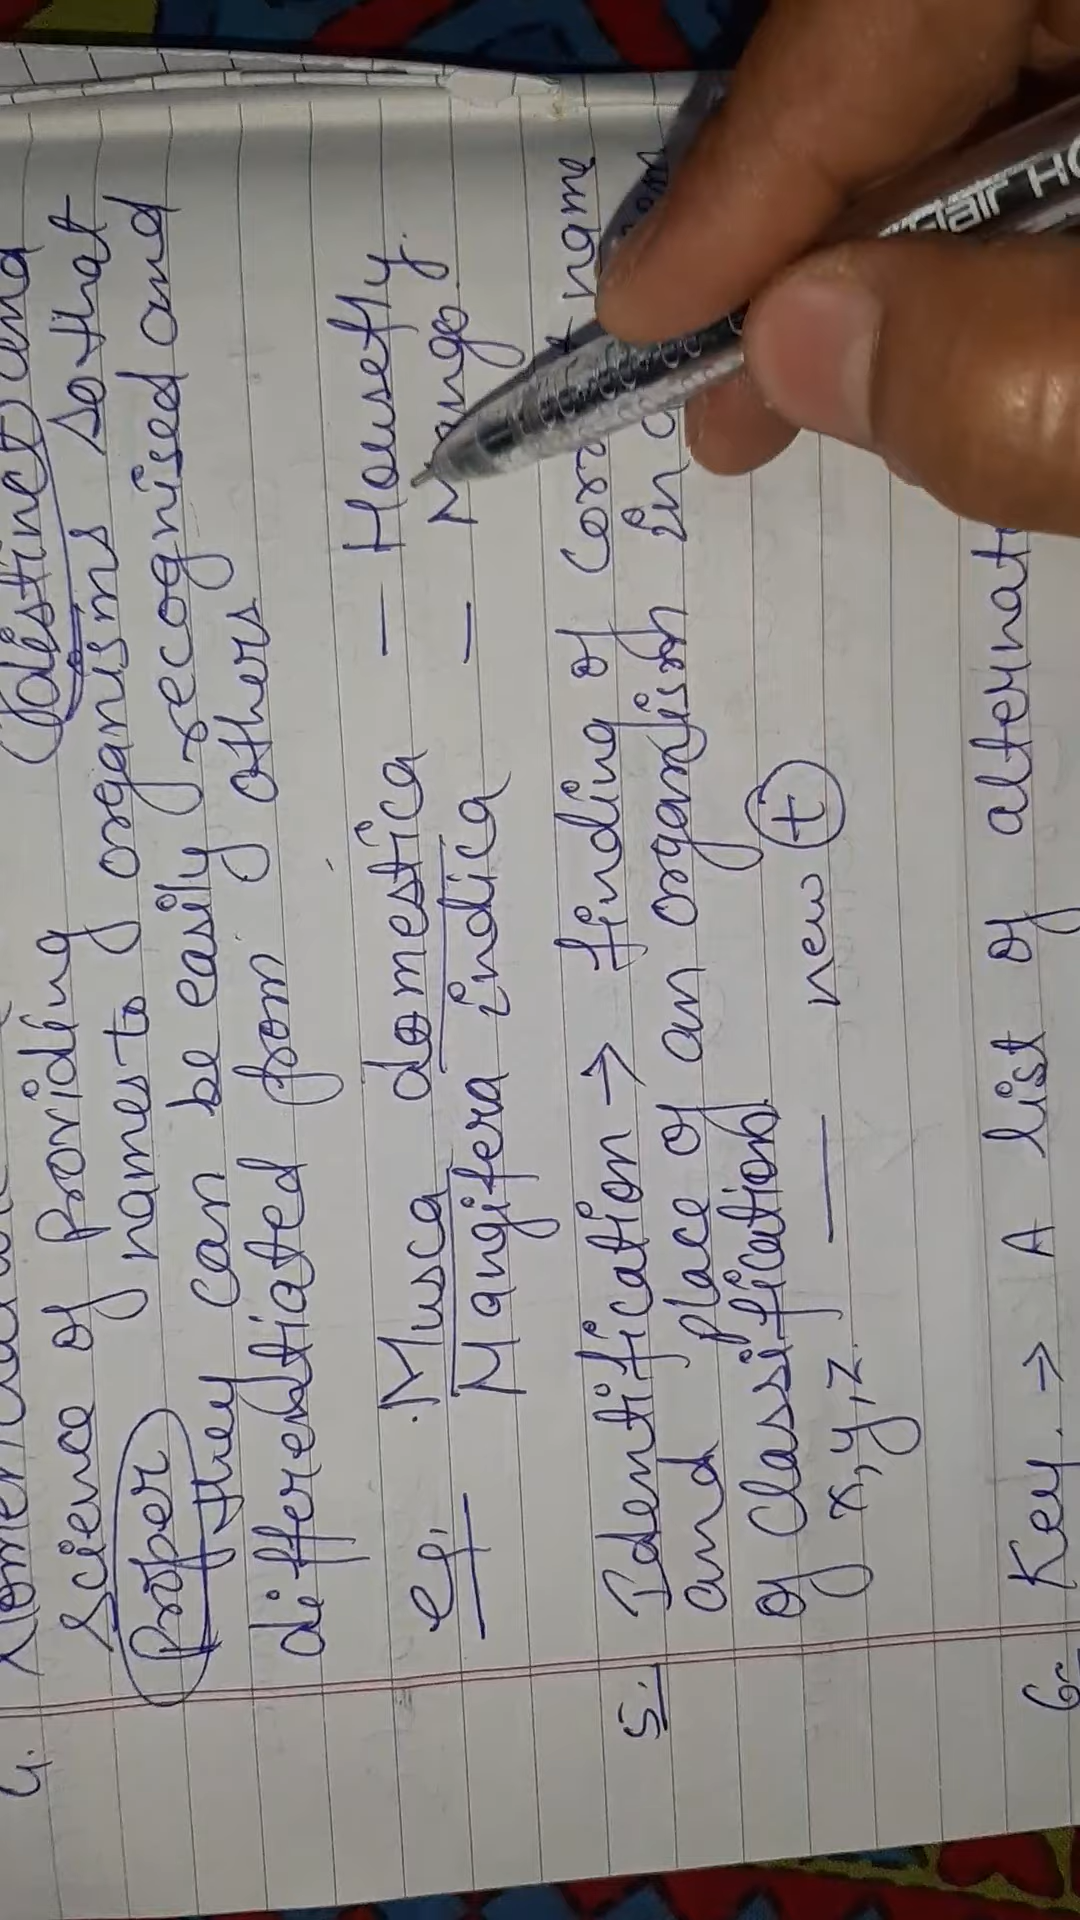 4. Nomenclature
(distinct) and
Science of Providing
Proper names to organisms so that
they can be easily recognised and
differentiated from others
eg. Musca domestica — Housefly.
Mangifera indica — Mango.
5. Identification → finding of name
and place of an organism in a
of Classification
of x, y, z. — new t
6. Key → A list of alternat
Flair